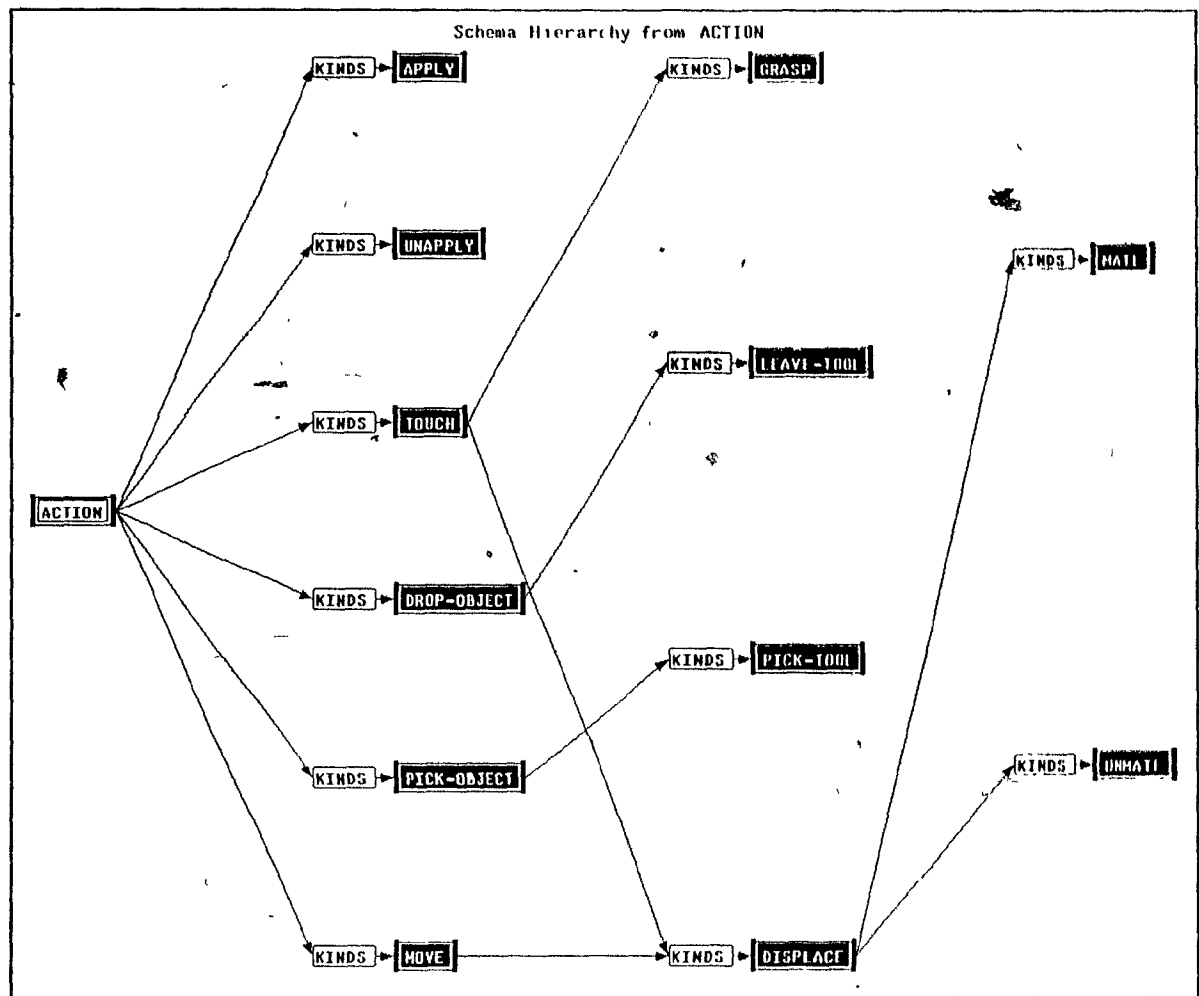 Schema Hierarchy from ACTION
KINDS APPLY KINDS GRASP
KINDS UNAPPLY KINDS MATE
KINDS LEAVE-TOOL
KINDS TOUCH
ACTION
KINDS DROP-OBJECT
KINDS PICK-TOOL
KINDS PICK-OBJECT KINDS UNMATE
KINDS MOVE KINDS DISPLACE